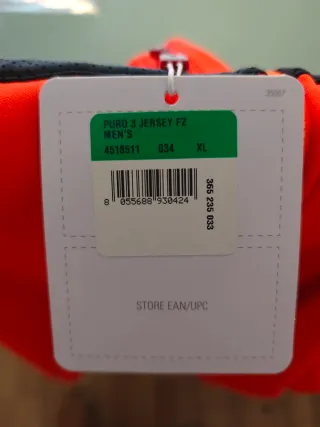 PURO 3 JERSEY FZ
MEN'S
4518511 034 XL
8 055688 930424
365 235 033
STORE EAN/UPC